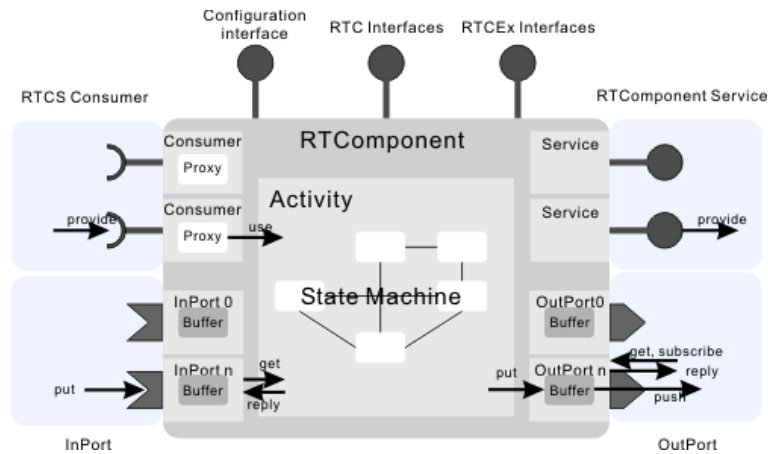 Configuration
interface
RTC Interfaces
RTCEx Interfaces
RTCS Consumer
RTComponent Service
Consumer
Proxy
RTComponent
Service
Consumer
Proxy
provide
use
Activity
Service
provide
State Machine
InPort 0
Buffer
OutPort0
Buffer
InPort n
Buffer
put
get
reply
put
OutPort n
Buffer
get, subscribe
reply
push
InPort
OutPort